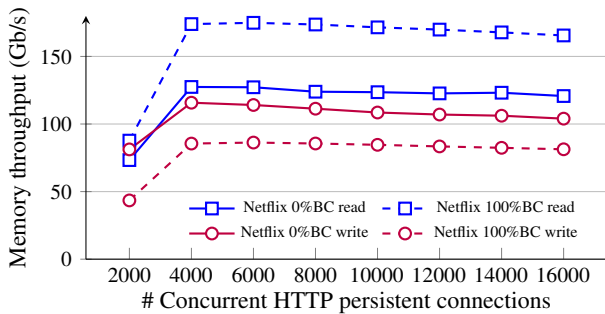 Memory throughput (Gb/s)
150
100
50
0
Netflix 0%BC read Netflix 100%BC read
Netflix 0%BC write Netflix 100%BC write
2000 4000 6000 8000 10000 12000 14000 16000
# Concurrent HTTP persistent connections